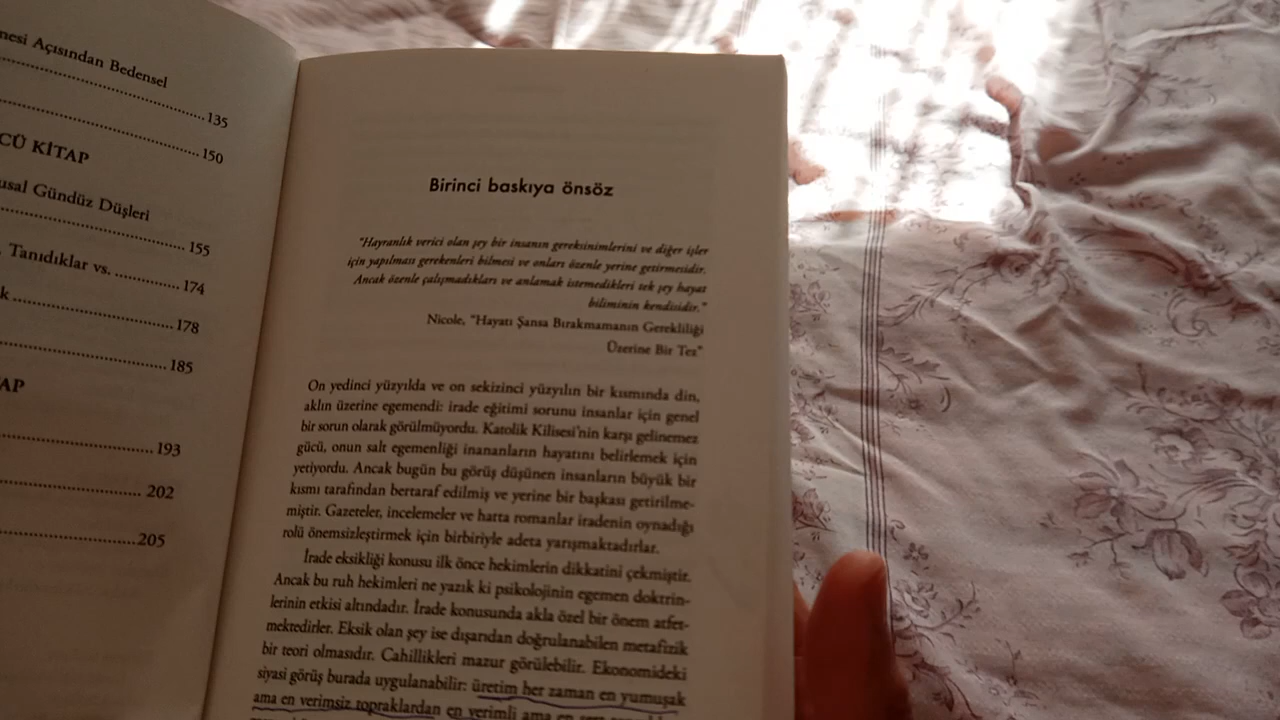 mesi Açısından Bedensel
135
150
CÜ KİTAP
usal Gündüz Düşleri
155
, Tanıdıklar vs. 174
k 178
185
AP
193
202
205
Birinci baskıya önsöz
"Hayranlık verici olan şey bir insanın gereksinimlerini ve diğer işler
için yapılması gerekenleri bilmesi ve onları özenle yerine getirmesidir.
Ancak özenle çalışmadıkları ve anlamak istemedikleri tek şey hayat
biliminin kendisidir."
Nicole, "Hayatı Şansa Bırakmamanın Gerekliliği
Üzerine Bir Tez"
On yedinci yüzyılda ve on sekizinci yüzyılın bir kısmında din,
aklın üzerine egemendi: irade eğitimi sorunu insanlar için genel
bir sorun olarak görülmüyordu. Katolik Kilisesi'nin karşı gelinemez
gücü, onun salt egemenliği inananların hayatını belirlemek için
yetiyordu. Ancak bugün bu görüş düşünen insanların büyük bir
kısmı tarafından bertaraf edilmiş ve yerine bir başkası getirilme-
miştir. Gazeteler, incelemeler ve hatta romanlar iradenin oynadığı
rolü önemsizleştirmek için birbiriyle adeta yarışmaktadırlar.
İrade eksikliği konusu ilk önce hekimlerin dikkatini çekmiştir.
Ancak bu ruh hekimleri ne yazık ki psikolojinin egemen doktrin-
lerinin etkisi altındadır. İrade konusunda akla özel bir önem atfet-
mektedirler. Eksik olan şey ise dışarıdan doğrulanabilen metafizik
bir teori olmasıdır. Cahillikleri mazur görülebilir. Ekonomideki
siyasi görüş burada uygulanabilir: üretim her zaman en yumuşak
ama en verimsiz topraklardan en verimli ama en